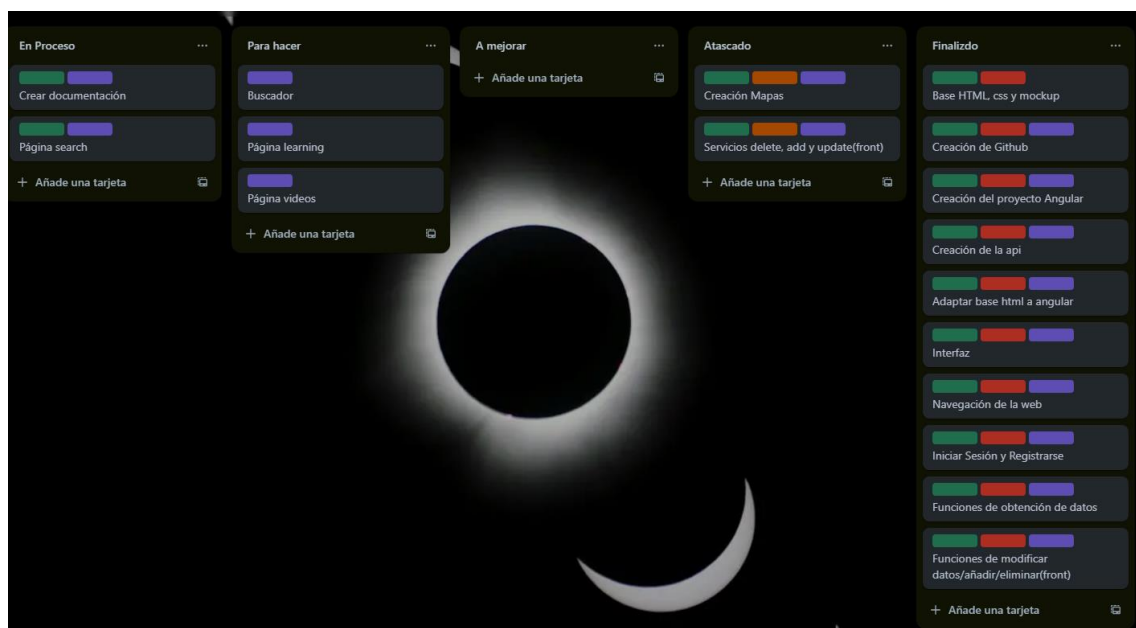 En Proceso
Crear documentación
Página search
+ Añade una tarjeta
Para hacer
Buscador
Página learning
Página videos
+ Añade una tarjeta
A mejorar
+ Añade una tarjeta
Atascado
Creación Mapas
Servicios delete, add y update(front)
+ Añade una tarjeta
Finalizdo
Base HTML, css y mockup
Creación de Github
Creación del proyecto Angular
Creación de la api
Adaptar base html a angular
Interfaz
Navegación de la web
Iniciar Sesión y Registrarse
Funciones de obtención de datos
Funciones de modificar
datos/añadir/eliminar(front)
+ Añade una tarjeta